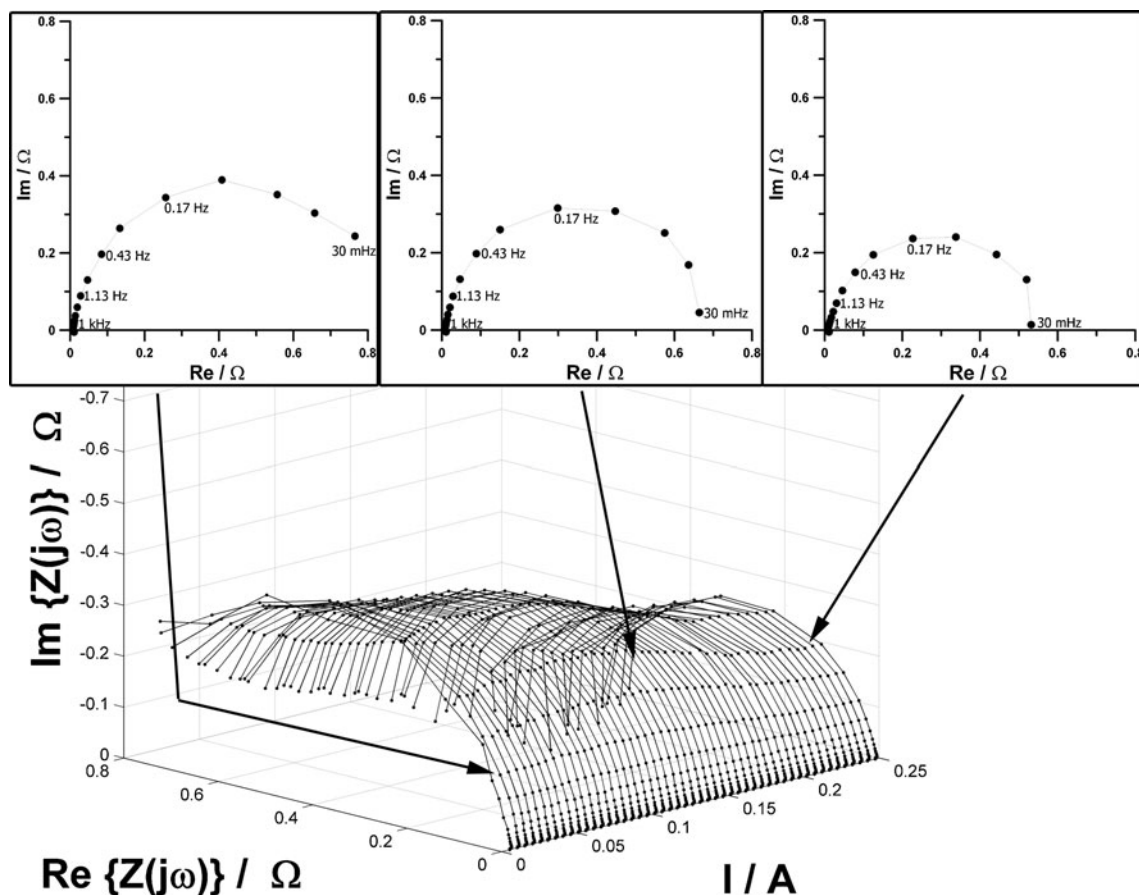 0.8
0.6
0.4
0.2
0
Im / Ω
0.17 Hz
0.43 Hz
1.13 Hz
1 kHz
30 mHz
0
0.2
0.4
0.6
0.8
Re / Ω
0.8
0.6
0.4
0.2
0
Im / Ω
0.17 Hz
0.43 Hz
1.13 Hz
1 kHz
30 mHz
0
0.2
0.4
0.6
0.8
Re / Ω
0.8
0.6
0.4
0.2
0
Im / Ω
0.17 Hz
0.43 Hz
1.13 Hz
1 kHz
30 mHz
0
0.2
0.4
0.6
0.8
Re / Ω
-0.7
-0.6
-0.5
-0.4
-0.3
-0.2
-0.1
0
Im {Z(jω)} / Ω
0.8
0.6
0.4
0.2
0
Re {Z(jω)} / Ω
0
0.05
0.1
0.15
0.2
0.25
I / A